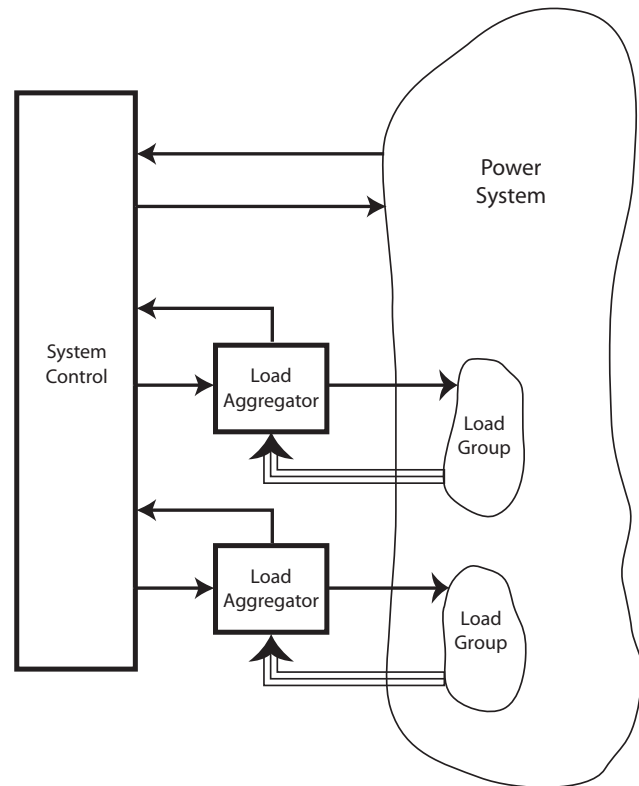 Power
System
System
Control
Load
Aggregator
Load
Group
Load
Aggregator
Load
Group